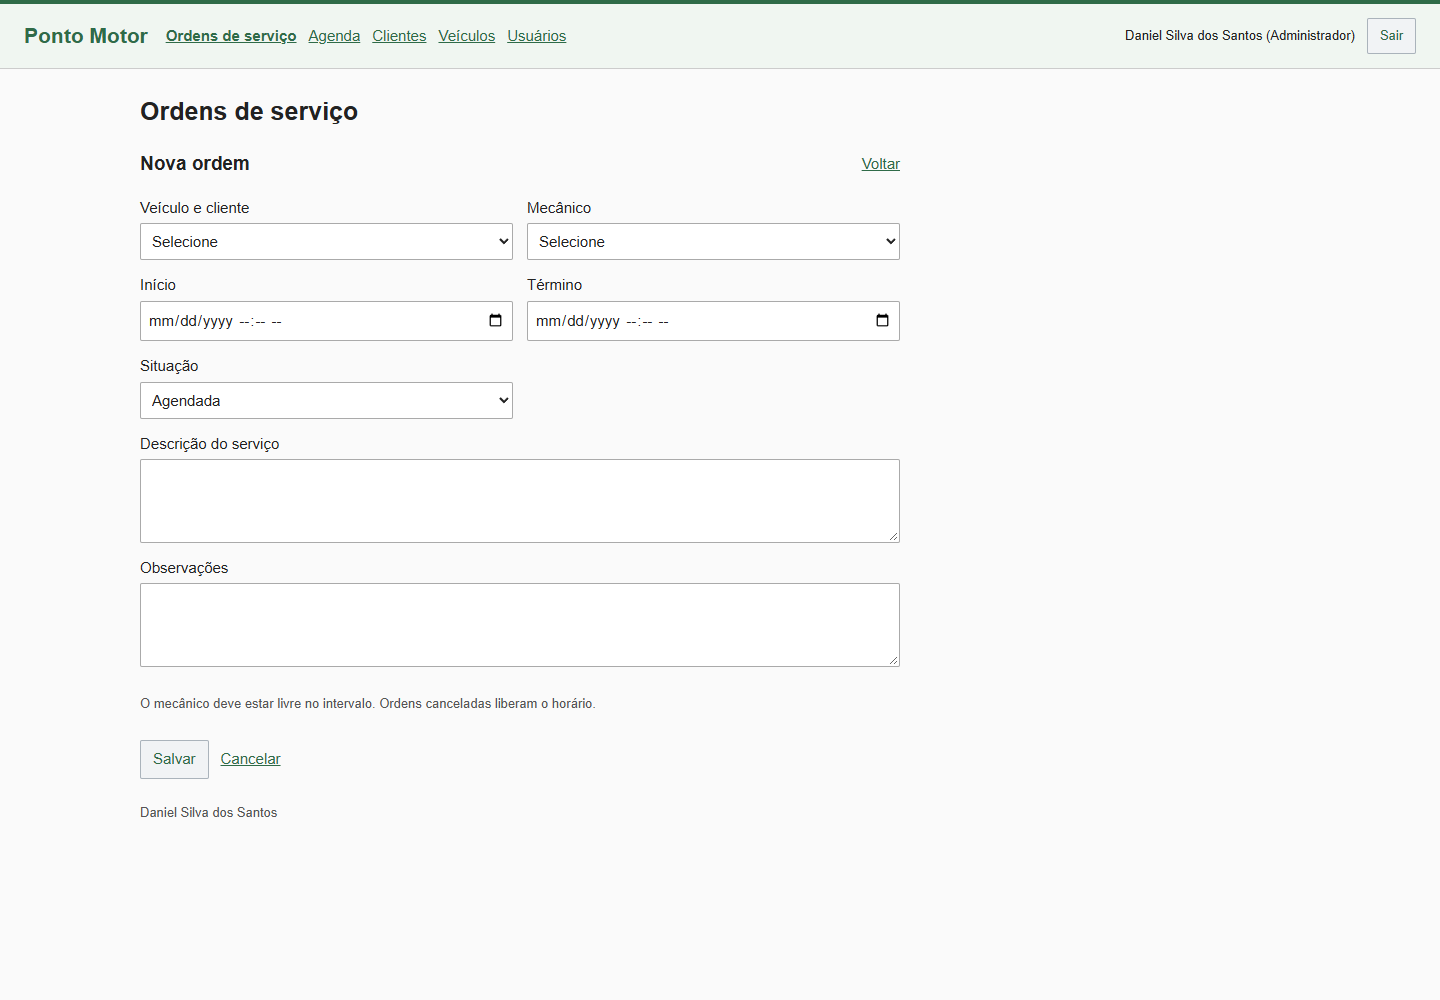 Ponto Motor Ordens de serviço Agenda Clientes Veículos Usuários Daniel Silva dos Santos (Administrador) Sair
Ordens de serviço
Nova ordem Voltar
Veículo e cliente Mecânico
Selecione Selecione
Início Término
mm/dd/yyyy --:-- -- mm/dd/yyyy --:-- --
Situação
Agendada
Descrição do serviço
Observações
O mecânico deve estar livre no intervalo. Ordens canceladas liberam o horário.
Salvar Cancelar
Daniel Silva dos Santos